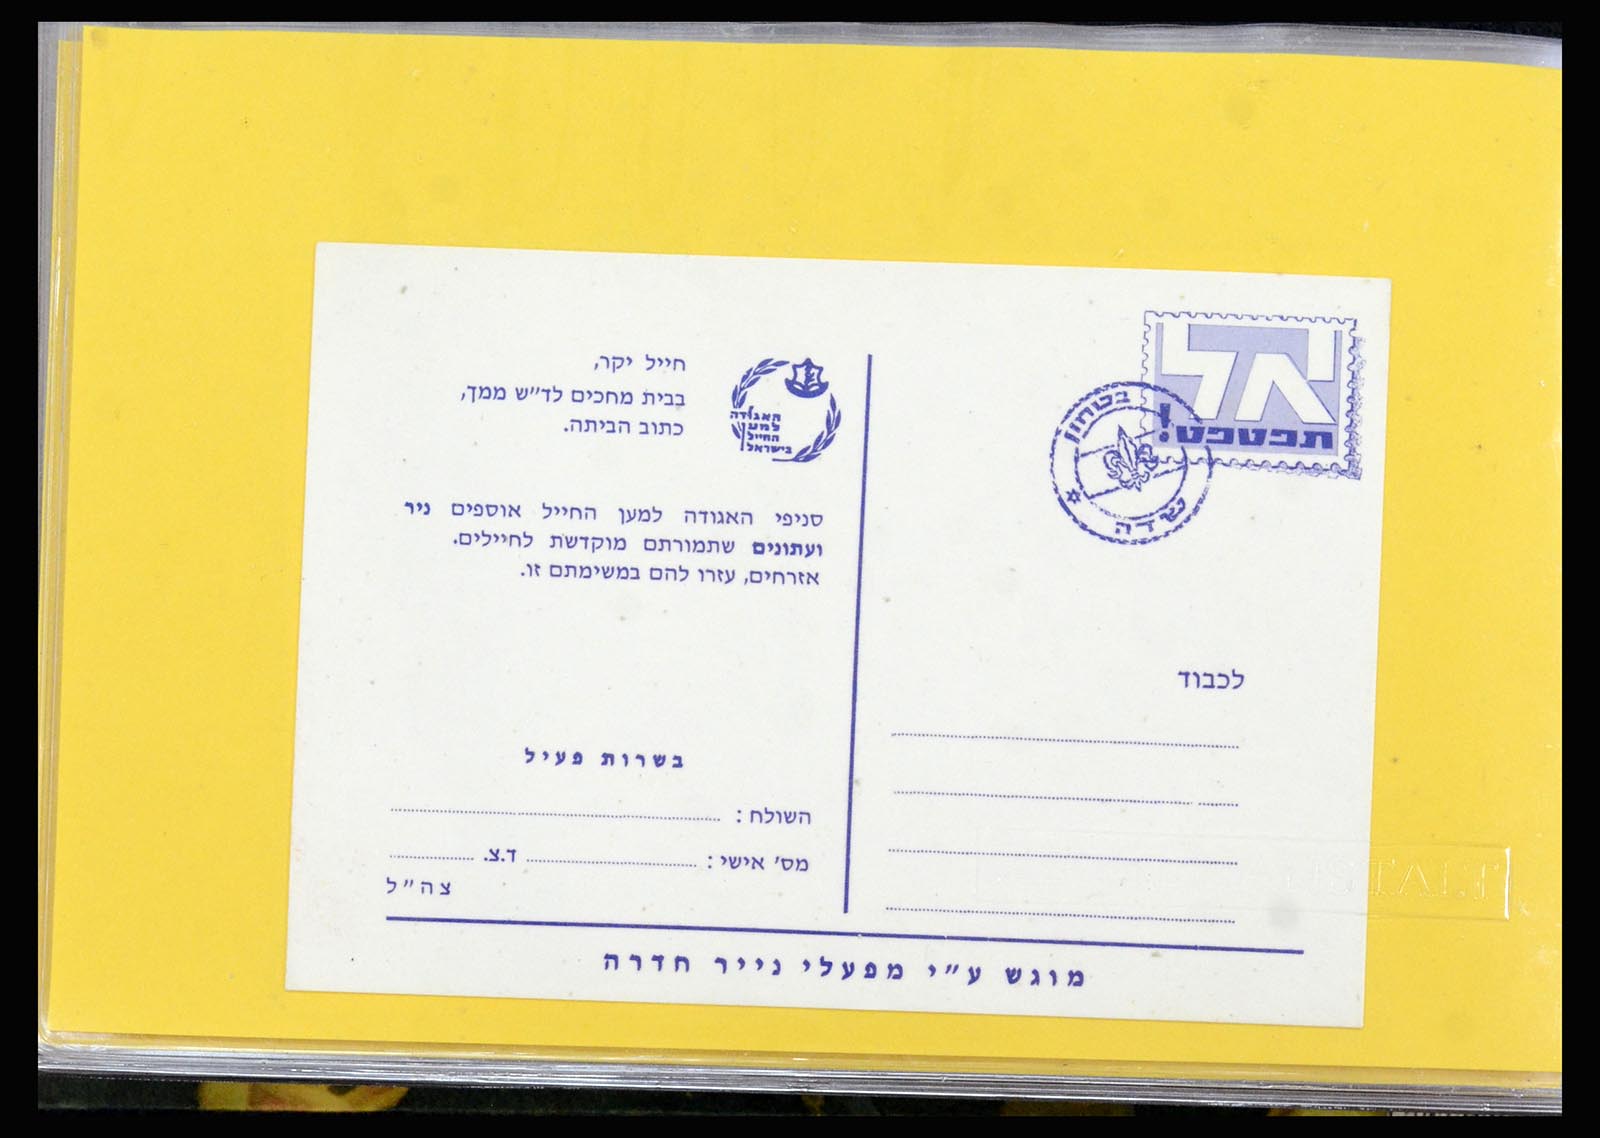 חייל יקר,
בבית מחכים לד״ש ממך,
כתוב הביתה.
האגודה
למען
החייל
בישראל
סניפי האגודה למען החייל אוספים נייר
ועתונים שתמורתם מוקדשת לחיילים.
אזרחים, עזרו להם במשימתם זו.
בשרות פעיל
השולח:
מס׳ אישי: ד.צ.
צה״ל
אל
תפטפט!
בטחון
שדה
לכבוד
מוגש ע״י מפעלי נייר חדרה